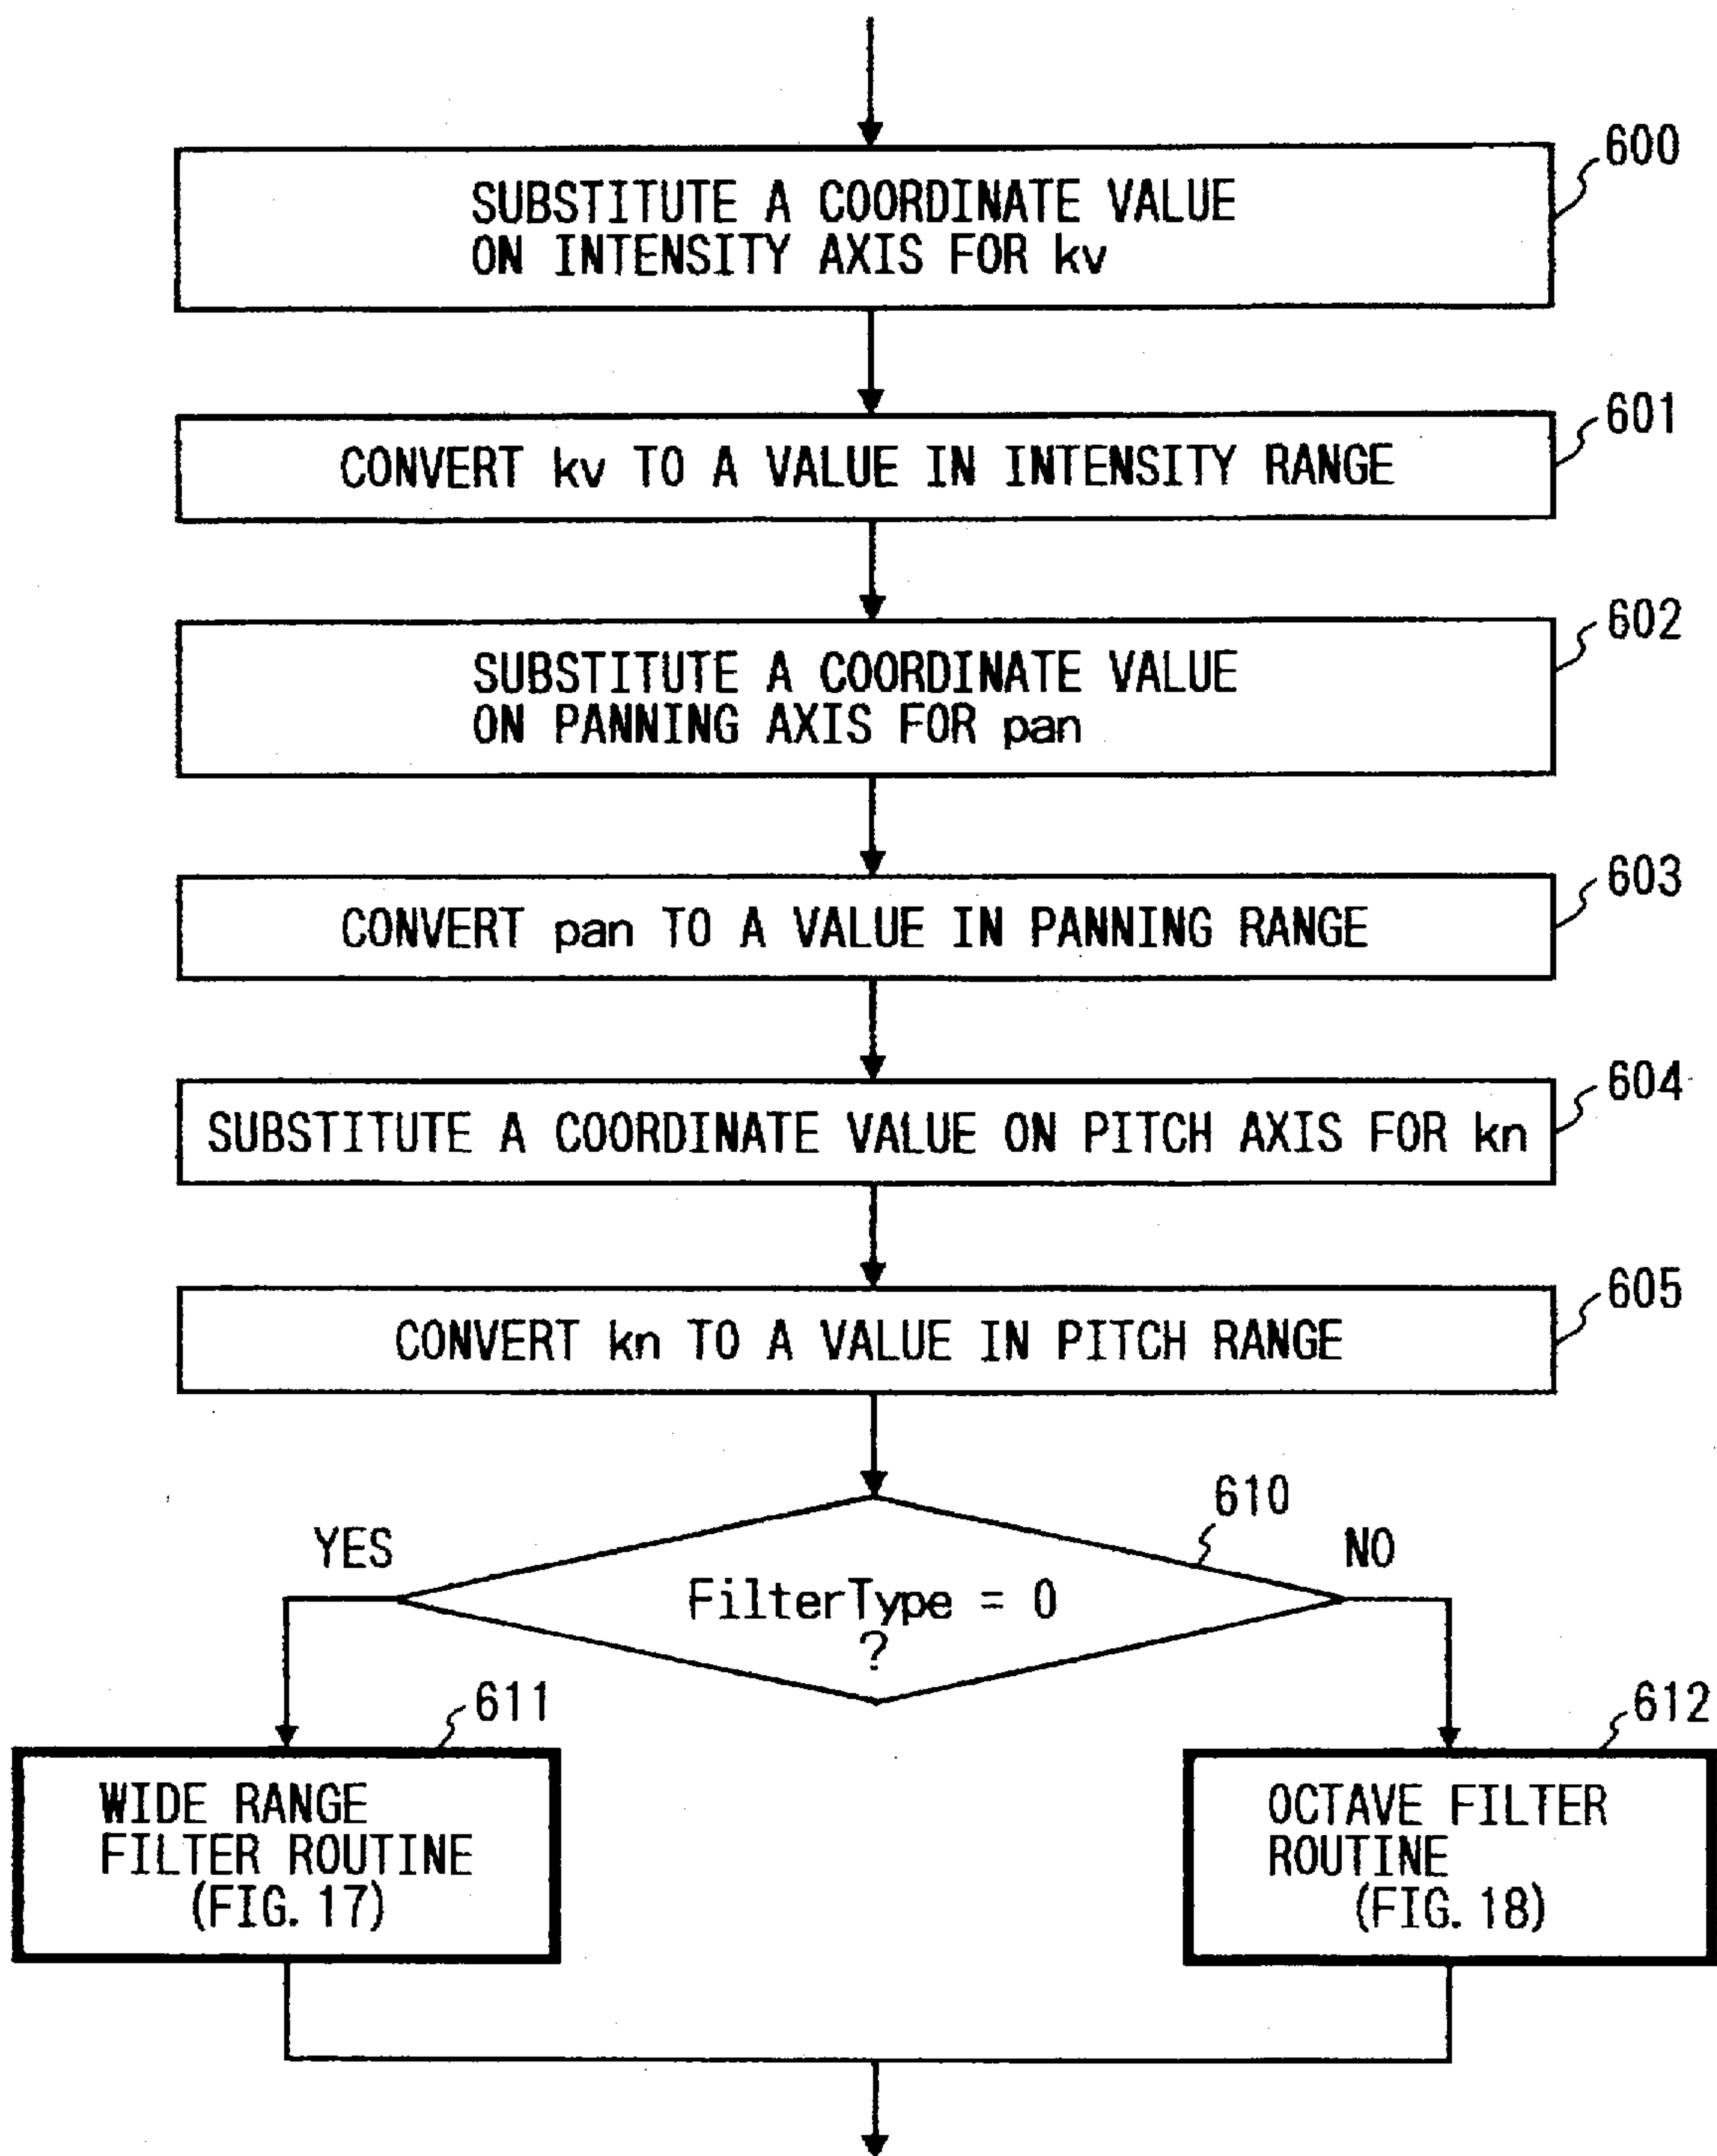 600
SUBSTITUTE A COORDINATE VALUE
ON INTENSITY AXIS FOR kv
601
CONVERT kv TO A VALUE IN INTENSITY RANGE
602
SUBSTITUTE A COORDINATE VALUE
ON PANNING AXIS FOR pan
603
CONVERT pan TO A VALUE IN PANNING RANGE
604
SUBSTITUTE A COORDINATE VALUE ON PITCH AXIS FOR kn
605
CONVERT kn TO A VALUE IN PITCH RANGE
610
YES
NO
FilterType = 0
?
611
WIDE RANGE
FILTER ROUTINE
(FIG. 17)
612
OCTAVE FILTER
ROUTINE
(FIG. 18)